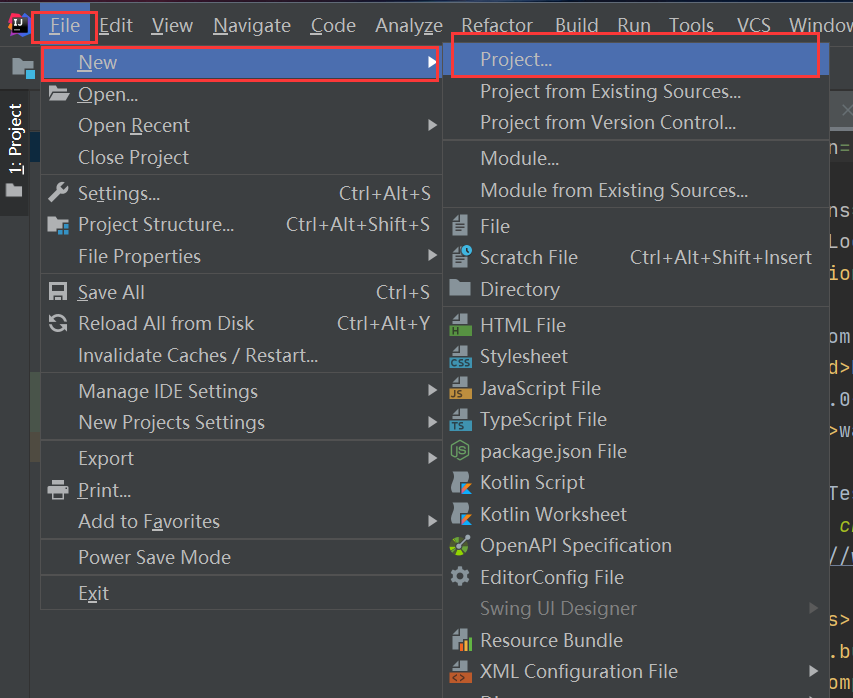 File Edit View Navigate Code Analyze Refactor Build Run Tools VCS Window
1: Project
New
Open...
Open Recent
Close Project
Settings... Ctrl+Alt+S
Project Structure... Ctrl+Alt+Shift+S
File Properties
Save All Ctrl+S
Reload All from Disk Ctrl+Alt+Y
Invalidate Caches / Restart...
Manage IDE Settings
New Projects Settings
Export
Print...
Add to Favorites
Power Save Mode
Exit
Project...
Project from Existing Sources...
Project from Version Control...
Module...
Module from Existing Sources...
File
Scratch File Ctrl+Alt+Shift+Insert
Directory
HTML File
Stylesheet
JavaScript File
TypeScript File
package.json File
Kotlin Script
Kotlin Worksheet
OpenAPI Specification
EditorConfig File
Swing UI Designer
Resource Bundle
XML Configuration File